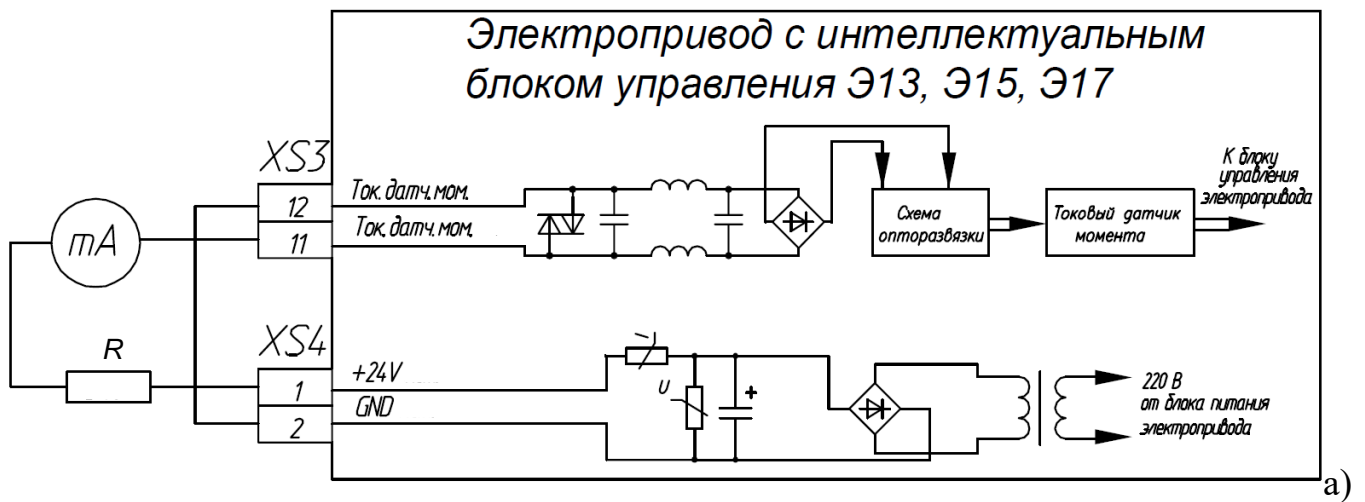 Электропривод с интеллектуальным
блоком управления Э13, Э15, Э17
XS3
12
11
Ток. датч. мом.
Ток. датч. мом.
mA
Схема
опторазвязки
Токовый датчик
момента
К блоку
управления
электропривода
R
XS4
1
2
+24V
GND
U
+
220 В
от блока питания
электропривода
а)